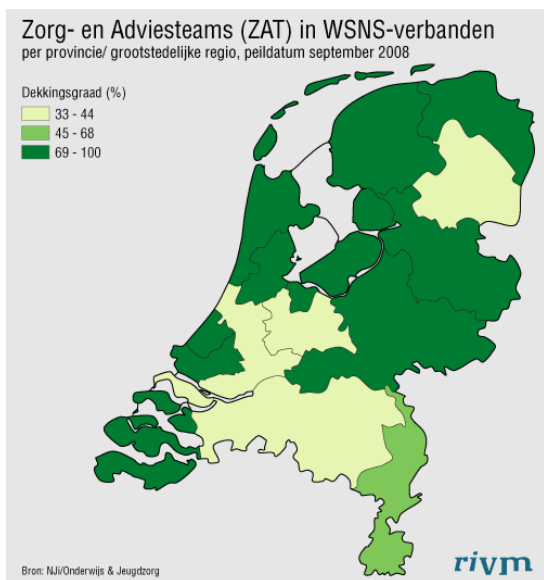 Zorg- en Adviesteams (ZAT) in WSNS-verbanden
per provincie/ grootstedelijke regio, peildatum september 2008
Dekkingsgraad (%)
33 - 44
45 - 68
69 - 100
Bron: NJi/Onderwijs & Jeugdzorg
rivm